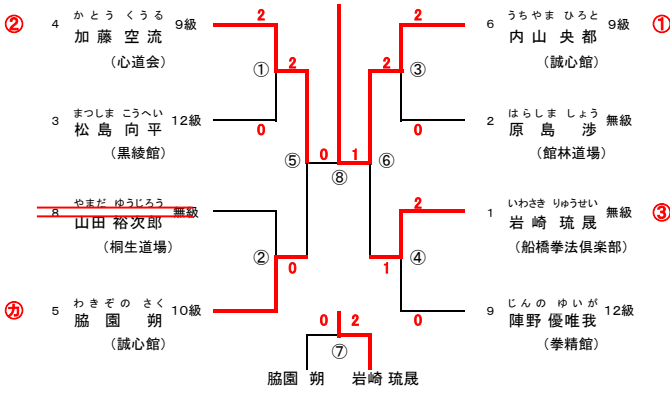 ②
4
かとう くうる
加藤 空流
9級
(心道会)
2
①
2
3
まつしま こうへい
松島 向平
12級
(黒綾館)
0
⑤
0
8
やまだ ゆうじろう
山田 裕次郎
無級
(桐生道場)
②
0
カ
5
わきぞの さく
脇園 朔
10級
(誠心館)
⑧
1
2
6
うちやま ひろと
内山 央都
9級
(誠心館)
①
2
③
2
はらしま しょう
原島 渉
無級
(館林道場)
0
⑥
1
いわさき りゅうせい
岩崎 琉晟
無級
(船橋拳法倶楽部)
③
2
④
1
9
じんの ゆいが
陣野 優唯我
12級
(拳精館)
0
0 2
⑦
脇園 朔 岩崎 琉晟